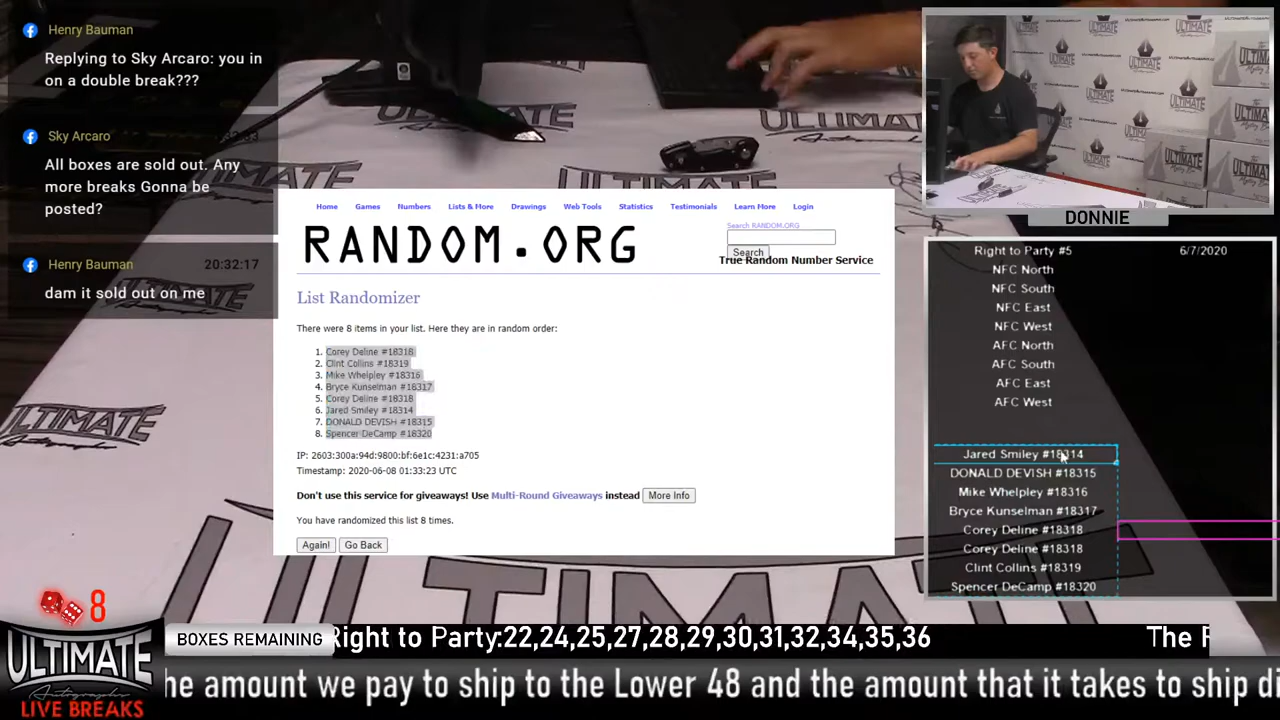 Henry Bauman
Replying to Sky Arcaro: you in
on a double break???
Sky Arcaro
All boxes are sold out. Any
more breaks Gonna be
posted?
Henry Bauman 20:32:17
dam it sold out on me
Home Games Numbers Lists & More Drawings Web Tools Statistics Testimonials Learn More Login
Search RANDOM.ORG
RANDOM.ORG
Search
True Random Number Service
List Randomizer
There were 8 items in your list. Here they are in random order:
1. Corey Deline #18318
2. Clint Collins #18319
3. Mike Whelpley #18316
4. Bryce Kunselman #18317
5. Corey Deline #18318
6. Jared Smiley #18314
7. DONALD DEVISH #18315
8. Spencer DeCamp #18320
IP: 2603:300a:94d:9800:bf:6e1c:4231:a705
Timestamp: 2020-06-08 01:33:23 UTC
Don't use this service for giveaways! Use Multi-Round Giveaways instead More Info
You have randomized this list 8 times.
Again! Go Back
DONNIE
Right to Party #5 6/7/2020
NFC North
NFC South
NFC East
NFC West
AFC North
AFC South
AFC East
AFC West
Jared Smiley #18314
DONALD DEVISH #18315
Mike Whelpley #18316
Bryce Kunselman #18317
Corey Deline #18318
Corey Deline #18318
Clint Collins #18319
Spencer DeCamp #18320
8
ULTIMATE
Autographs
LIVE BREAKS
BOXES REMAINING
Right to Party:22,24,25,27,28,29,30,31,32,34,35,36
The
he amount we pay to ship to the Lower 48 and the amount that it takes to ship di
ULTIMATE